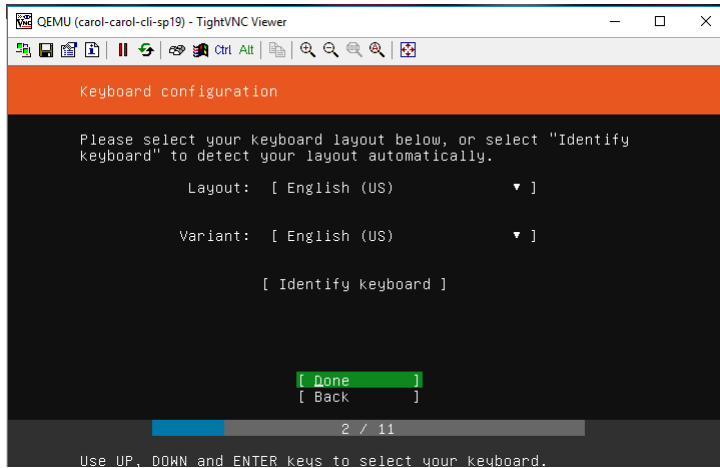 QEMU (carol-carol-cli-sp19) - TightVNC Viewer
Ctrl Alt
Keyboard configuration
Please select your keyboard layout below, or select "Identify
keyboard" to detect your layout automatically.
Layout: [ English (US) ▾ ]
Variant: [ English (US) ▾ ]
[ Identify keyboard ]
[ Done ]
[ Back ]
2 / 11
Use UP, DOWN and ENTER keys to select your keyboard.